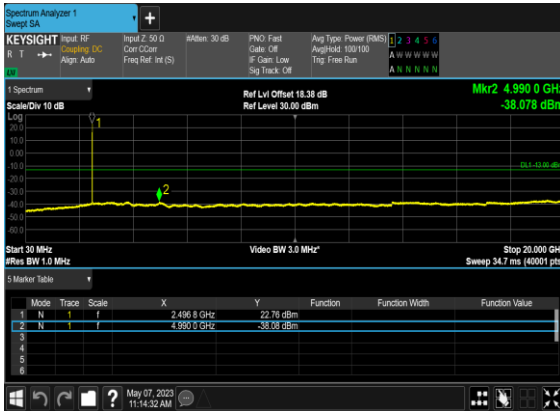 Spectrum Analyzer 1
Swept SA
+
KEYSIGHT Input: RF Input Z: 50 Ω #Atten: 30 dB PNO: Fast Avg Type: Power (RMS) 1 2 3 4 5 6
R T Coupling: DC Corr CCorr Gate: Off Avg|Hold: 100/100 A W W W W W
Align: Auto Freq Ref: Int (S) IF Gain: Low Trig: Free Run
Sig Track: Off A N N N N N
1 Spectrum Ref Lvl Offset 18.38 dB Mkr2 4.990 0 GHz
Scale/Div 10 dB Ref Level 30.00 dBm -38.078 dBm
Log
20.0
10.0
0.00
-10.0
-20.0
-30.0
-40.0
-50.0
-60.0
1
2
DL1 -13.00 dBm
Start 30 MHz Video BW 3.0 MHz* Stop 20.000 GHz
#Res BW 1.0 MHz Sweep 34.7 ms (40001 pts)
5 Marker Table
Mode Trace Scale X Y Function Function Width Function Value
1 N 1 f 2.496 8 GHz 22.76 dBm
2 N 1 f 4.990 0 GHz -38.08 dBm
3
4
5
6
? May 07, 2023
11:14:32 AM